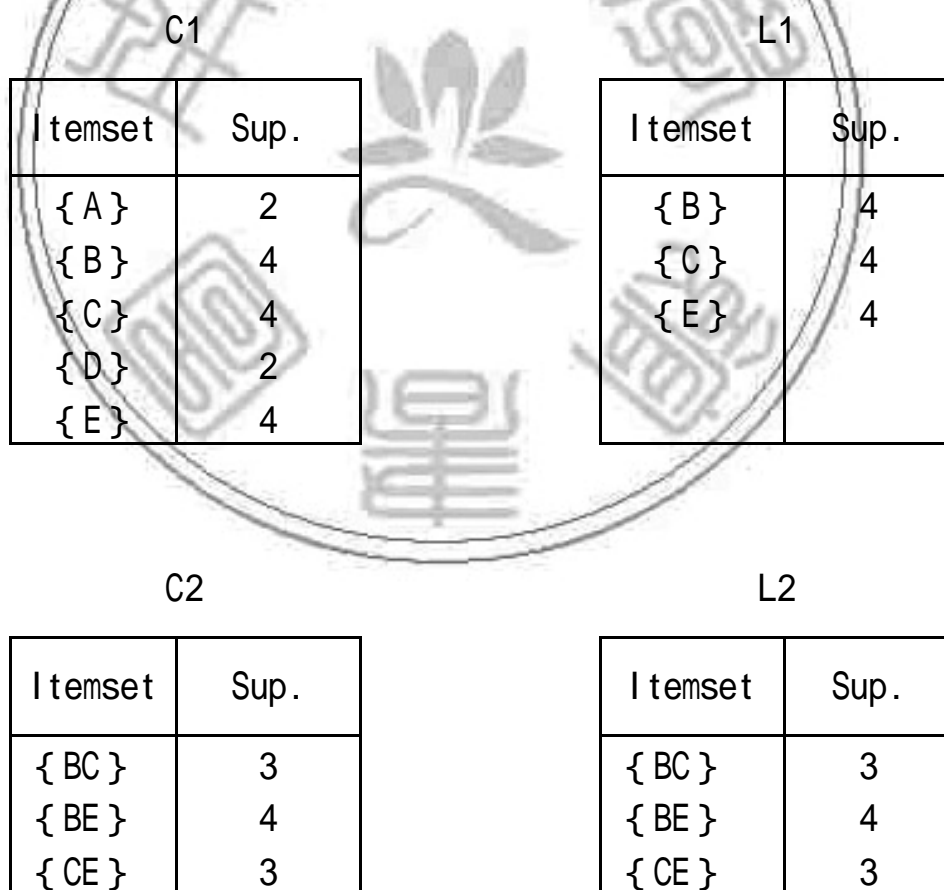 C1 L1
Itemset Sup. Itemset Sup.
{A} 2 {B} 4
{B} 4 {C} 4
{C} 4 {E} 4
{D} 2
{E} 4
C2 L2
Itemset Sup. Itemset Sup.
{BC} 3 {BC} 3
{BE} 4 {BE} 4
{CE} 3 {CE} 3